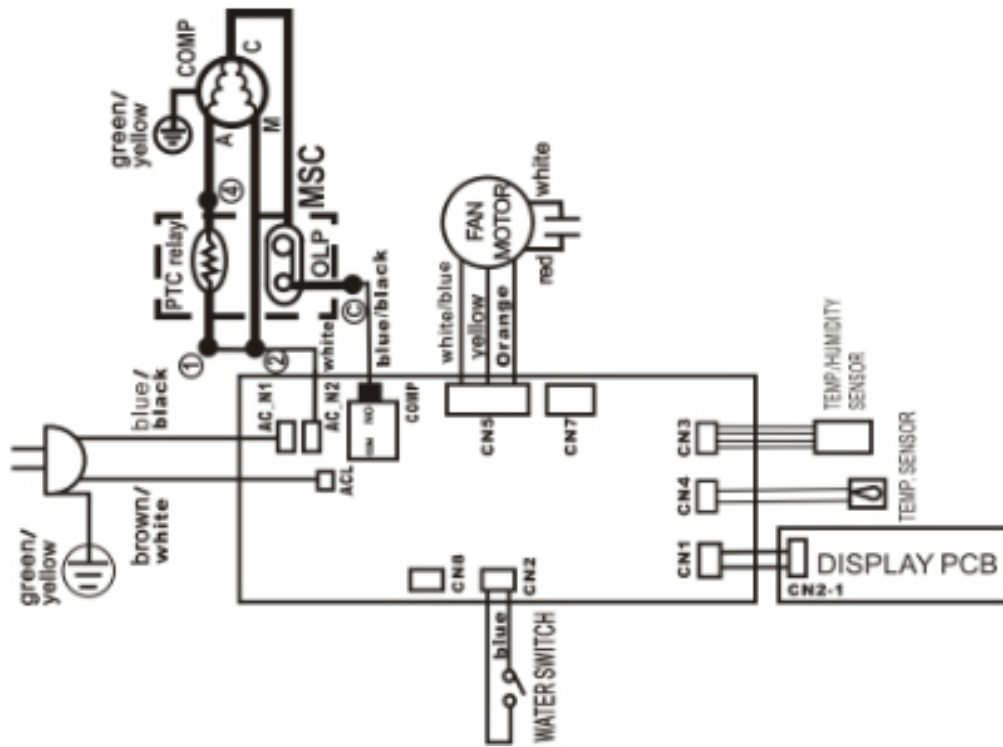 green/
yellow
COMP
A
C
M
④
MSC
PTC relay
OLP
①
②
Ⓒ
white
blue/black
blue/
black
brown/
white
green/
yellow
AC_N1
AC_N2
ACL
NO
COMP
white/blue
yellow
Orange
FAN
MOTOR
white
red
CN5
CN7
CN3
CN4
CN1
CN8
CN2
TEMP/HUMIDITY
SENSOR
TEMP. SENSOR
DISPLAY PCB
CN2-1
blue
WATER SWITCH